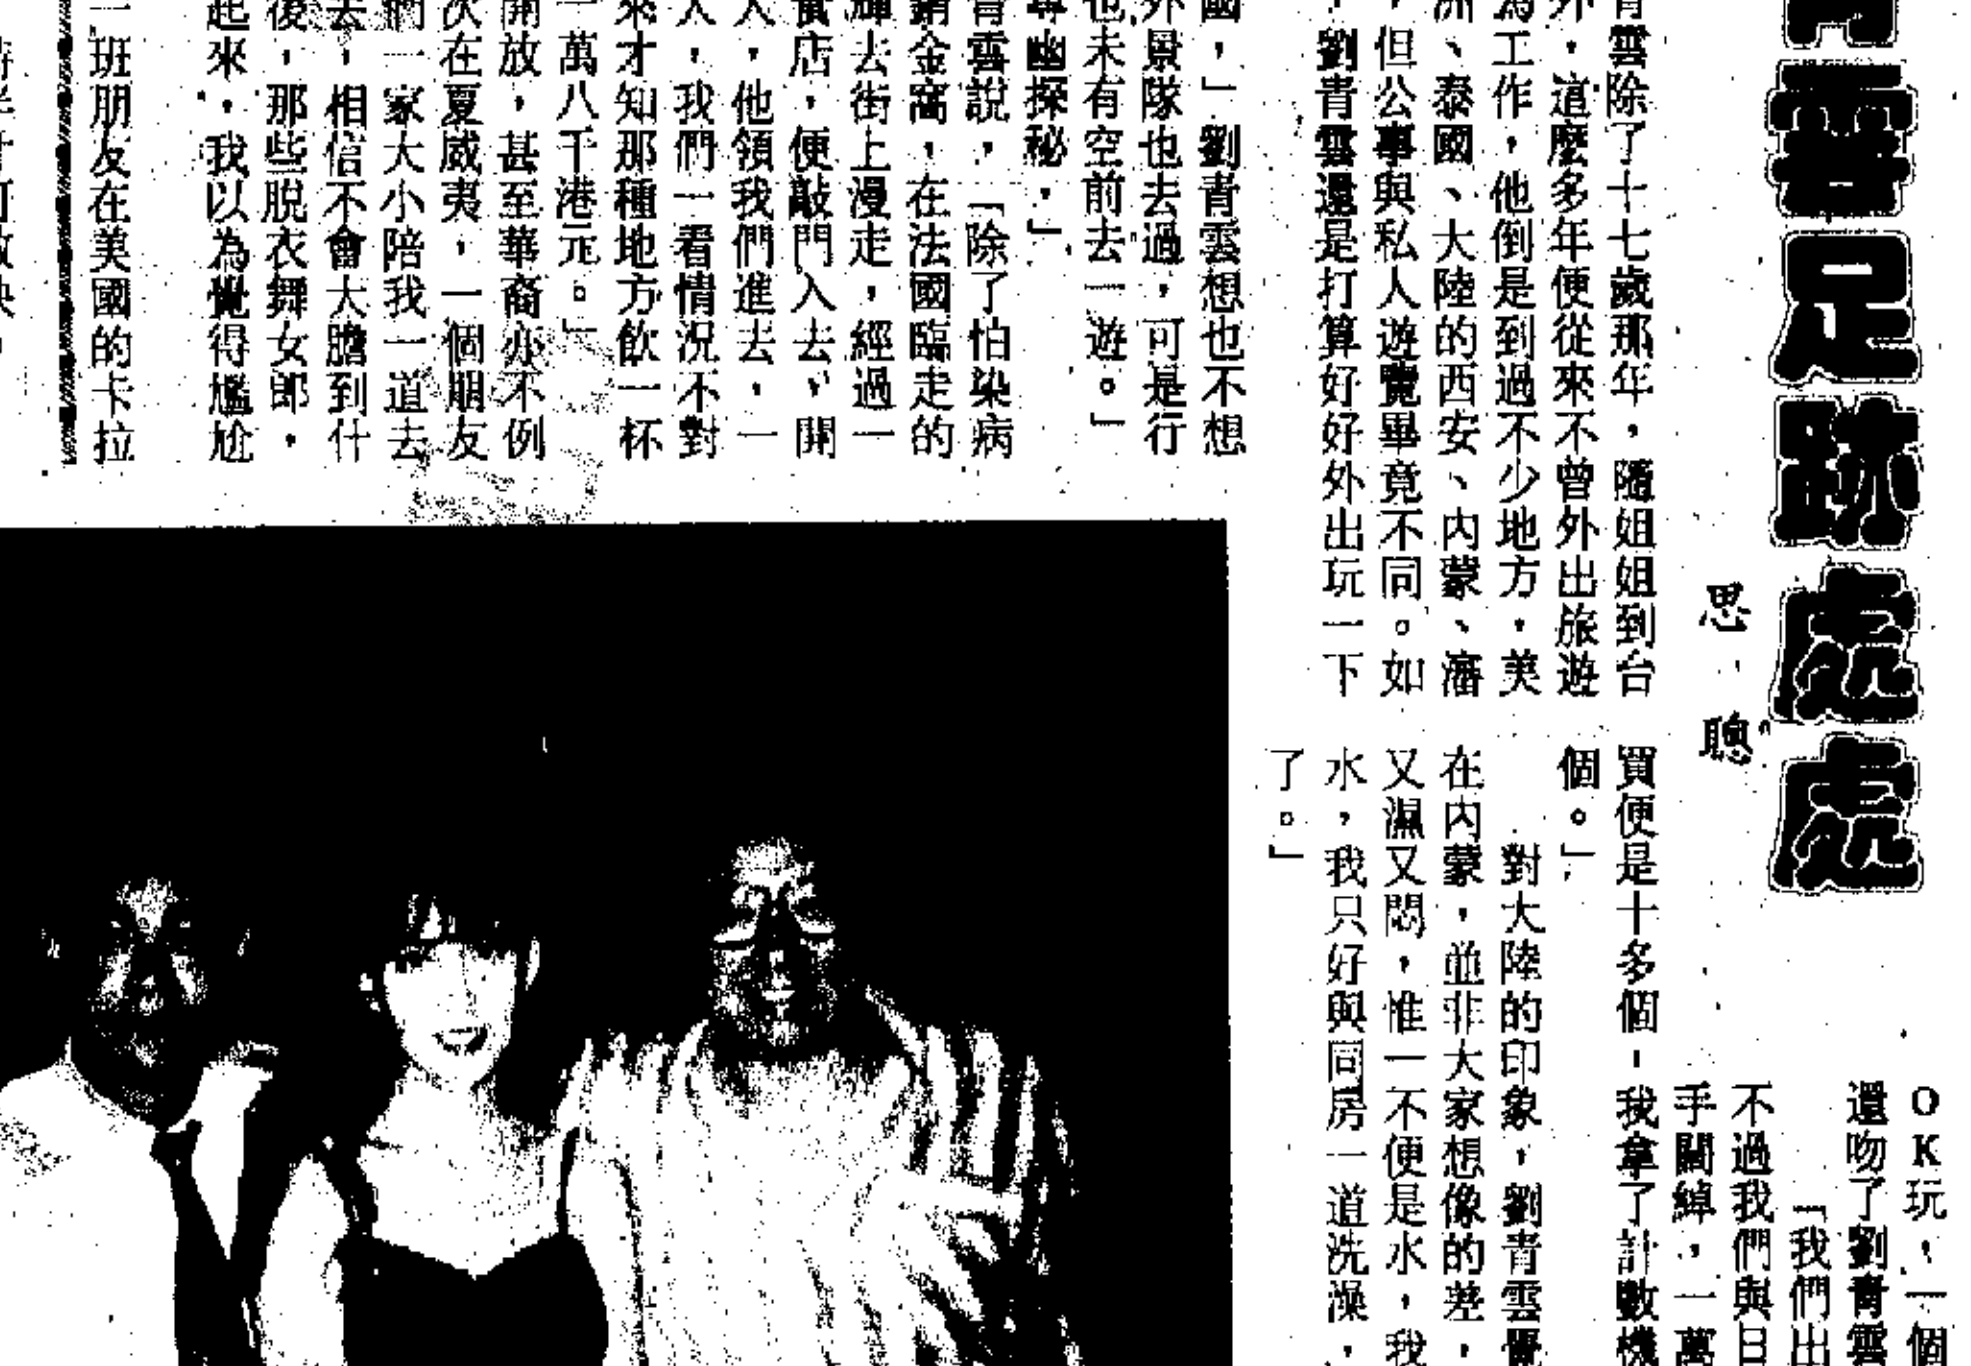 青雲足跡處處
思聰
青雲除了十七歲那年，隨姐姐到台
外，這麼多年便從來不曾外出旅遊
為工作，他倒是到過不少地方，美
洲、泰國、大陸的西安、內蒙、瀋
，但公事與私人遊覽畢竟不同。如
，劉青雲還是打算好好外出玩一下
國，」劉青雲想也不想
外景隊也去過，可是行
也未有空前去一遊。」
尋幽探秘，」
青雲說，「除了怕染病
銷金窩，在法國臨走的
輝去街上漫走，經過一
店，便敲門入去，開
人，他領我們進去，一
人，我們一看情況不對
來才知那種地方飲一杯
一萬八千港元。」
開放，甚至華裔亦不例
次在夏威夷，一個朋友
們一家大小陪我一道去
去，相信不會大膽到什
後，那些脫衣舞女郎，
起來，我以為覺得尷尬
一班朋友在美國的卡拉
OK玩，一個
還吻了劉青雲
「我們出
不過我們與日
手闊綽，一萬
買便是十多個，我拿了計數機
個。」
對大陸的印象，劉青雲覺
在內蒙，並非大家想像的差，
又濕又悶，惟一不便是水，我
水，我只好與同房一道洗澡，
了。」